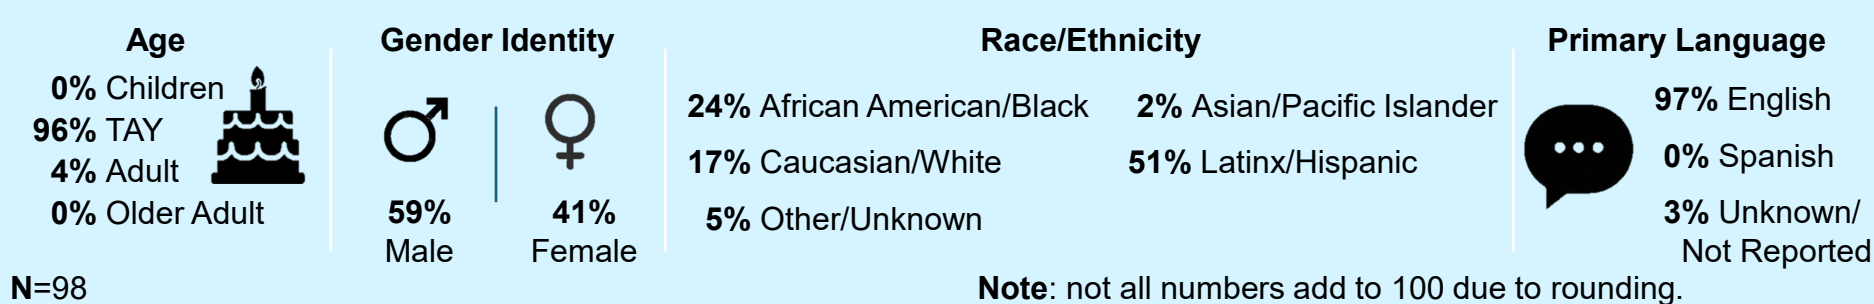 Age
0% Children
96% TAY
4% Adult
0% Older Adult
Gender Identity
59%
Male
41%
Female
Race/Ethnicity
24% African American/Black
17% Caucasian/White
5% Other/Unknown
2% Asian/Pacific Islander
51% Latinx/Hispanic
Primary Language
97% English
0% Spanish
3% Unknown/
Not Reported
N=98
Note: not all numbers add to 100 due to rounding.